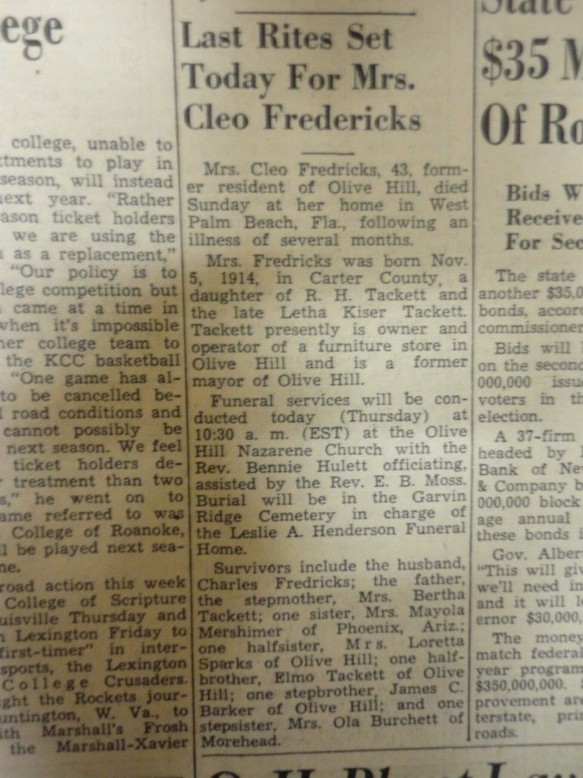 ege
college, unable to
to play in
season, will instead
next year. "Rather
ason ticket holders
we are using the
as a replacement,"
"Our policy is to
lege competition but
came at a time in
when it's impossible
her college team to
the KCC basketball
"One game has al-
to be cancelled be-
road conditions and
cannot possibly be
next season. We feel
ticket holders de-
treatment than two
he went on to
ame referred to was
College of Roanoke,
l be played next sea-
road action this week
College of Scripture
uisville Thursday and
Lexington Friday to
first-timer" in inter-
sports, the Lexington
College Crusaders.
ght the Rockets jour-
untington, W. Va., to
ith Marshall's Frosh
the Marshall-Xavier
Last Rites Set
Today For Mrs.
Cleo Fredericks
Mrs. Cleo Fredricks, 43, form-
er resident of Olive Hill, died
Sunday at her home in West
Palm Beach, Fla., following an
illness of several months.
Mrs. Fredricks was born Nov.
5, 1914, in Carter County, a
daughter of R. H. Tackett and
the late Letha Kiser Tackett.
Tackett presently is owner and
operator of a furniture store in
Olive Hill and is a former
mayor of Olive Hill.
Funeral services will be con-
ducted today (Thursday) at
10:30 a. m. (EST) at the Olive
Hill Nazarene Church with the
Rev. Bennie Hulett officiating,
assisted by the Rev. E. B. Moss.
Burial will be in the Garvin
Ridge Cemetery in charge of
the Leslie A. Henderson Funeral
Home.
Survivors include the husband,
Charles Fredricks; the father,
the stepmother, Mrs. Bertha
Tackett; one sister, Mrs. Mayola
Mershimer of Phoenix, Ariz.;
one halfsister, Mrs. Loretta
Sparks of Olive Hill; one half-
brother, Elmo Tackett of Olive
Hill; one stepbrother, James C.
Barker of Olive Hill; and one
stepsister, Mrs. Ola Burchett of
Morehead.
State
$35 M
Of Ro
Bids W
Receive
For Sec
The state
another $35,0
bonds, accor
commissioner
Bids will
on the second
000,000 issu
voters in th
election.
A 37-firm
headed by
Bank of Ne
& Company b
000,000 block
age annual
these bonds i
Gov. Alber
"This will giv
we'll need in
and it will b
ernor $30,000,
The money
match federal
year program
$350,000,000.
provement are
terstate, pri
roads.